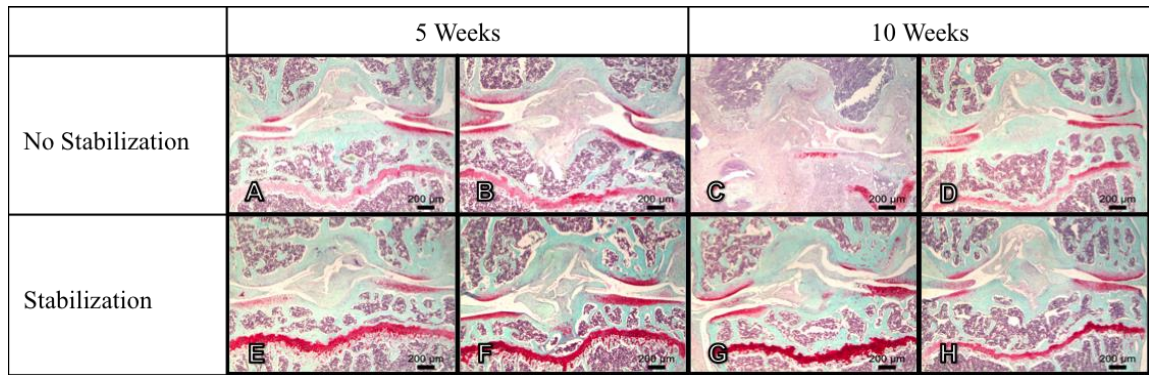 5 Weeks 10 Weeks
No Stabilization
A 200 µm B 200 µm C 200 µm D 200 µm
Stabilization
E 200 µm F 200 µm G 200 µm H 200 µm